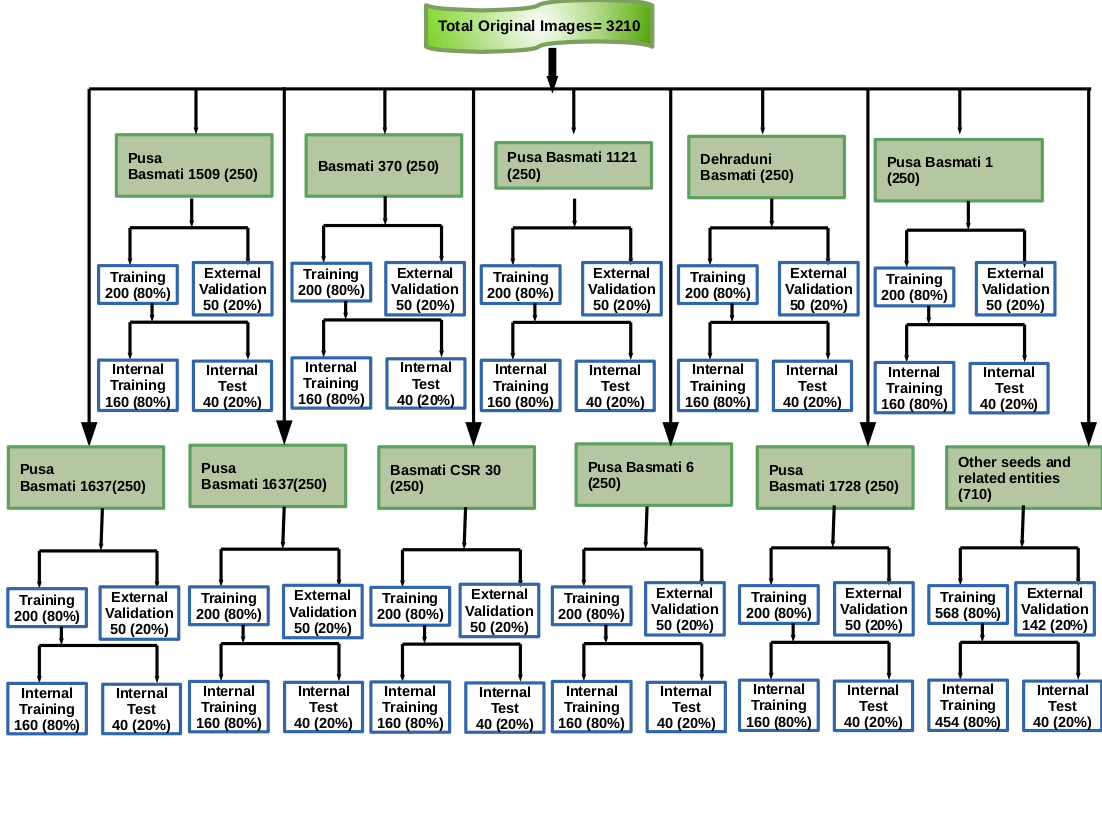 Total Original Images= 3210
Pusa
Basmati 1509 (250)
Basmati 370 (250)
Pusa Basmati 1121
(250)
Dehraduni
Basmati (250)
Pusa Basmati 1
(250)
Training
200 (80%)
External
Validation
50 (20%)
Training
200 (80%)
External
Validation
50 (20%)
Training
200 (80%)
External
Validation
50 (20%)
Training
200 (80%)
External
Validation
50 (20%)
Training
200 (80%)
External
Validation
50 (20%)
Internal
Training
160 (80%)
Internal
Test
40 (20%)
Internal
Training
160 (80%)
Internal
Test
40 (20%)
Internal
Training
160 (80%)
Internal
Test
40 (20%)
Internal
Training
160 (80%)
Internal
Test
40 (20%)
Internal
Training
160 (80%)
Internal
Test
40 (20%)
Pusa
Basmati 1637(250)
Pusa
Basmati 1637(250)
Basmati CSR 30
(250)
Pusa Basmati 6
(250)
Pusa
Basmati 1728 (250)
Other seeds and
related entities
(710)
Training
200 (80%)
External
Validation
50 (20%)
Training
200 (80%)
External
Validation
50 (20%)
Training
200 (80%)
External
Validation
50 (20%)
Training
200 (80%)
External
Validation
50 (20%)
Training
200 (80%)
External
Validation
50 (20%)
Training
568 (80%)
External
Validation
142 (20%)
Internal
Training
160 (80%)
Internal
Test
40 (20%)
Internal
Training
160 (80%)
Internal
Test
40 (20%)
Internal
Training
160 (80%)
Internal
Test
40 (20%)
Internal
Training
160 (80%)
Internal
Test
40 (20%)
Internal
Training
160 (80%)
Internal
Test
40 (20%)
Internal
Training
454 (80%)
Internal
Test
40 (20%)